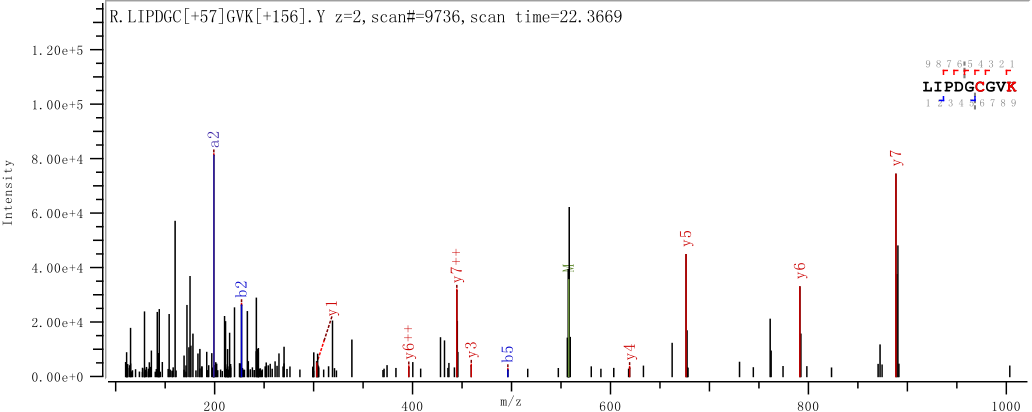 R.LIPDGC[+57]GVK[+156].Y z=2,scan#=9736,scan time=22.3669
1.20e+5
1.00e+5
8.00e+4
6.00e+4
4.00e+4
2.00e+4
0.00e+0
Intensity
200
400
600
800
1000
m/z
a2
b2
y1
y6++
y7++
y3
b5
M
y4
y5
y6
y7
9 8 7 6 5 4 3 2 1
LIPDGCGVK
1 2 3 4 5 6 7 8 9